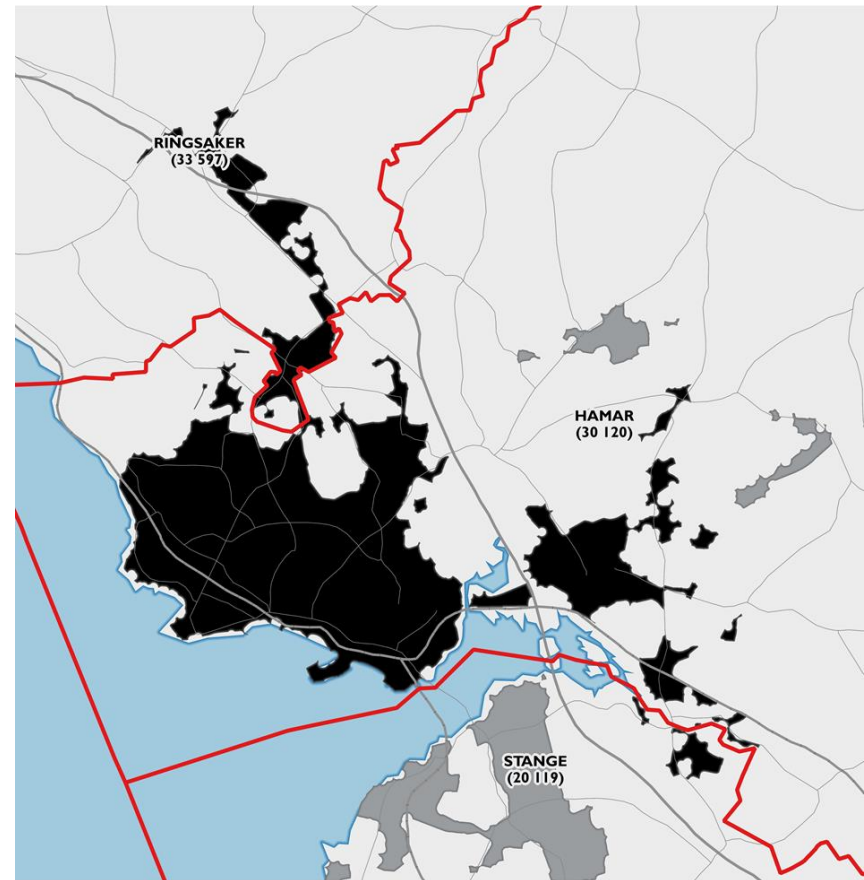 RINGSAKER
(33 597)
HAMAR
(30 120)
STANGE
(20 119)